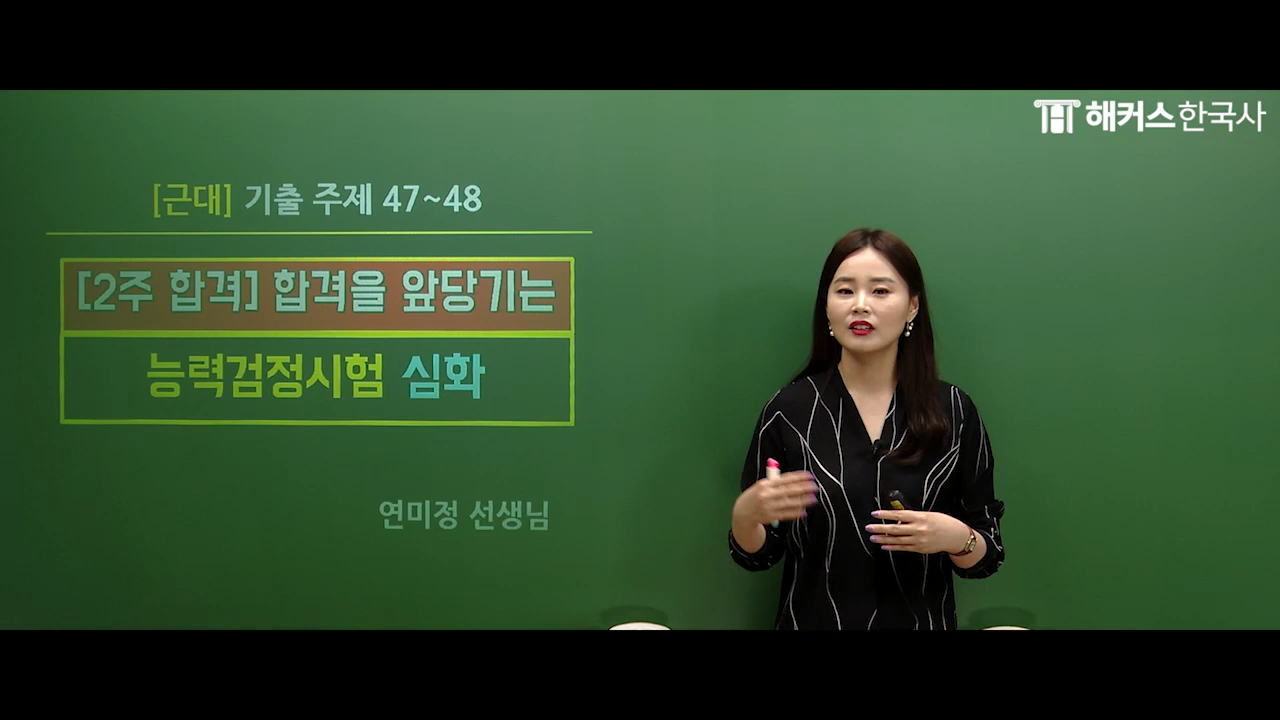 해커스한국사
[근대] 기출 주제 47~48
[2주 합격] 합격을 앞당기는
능력검정시험 심화
연미정 선생님